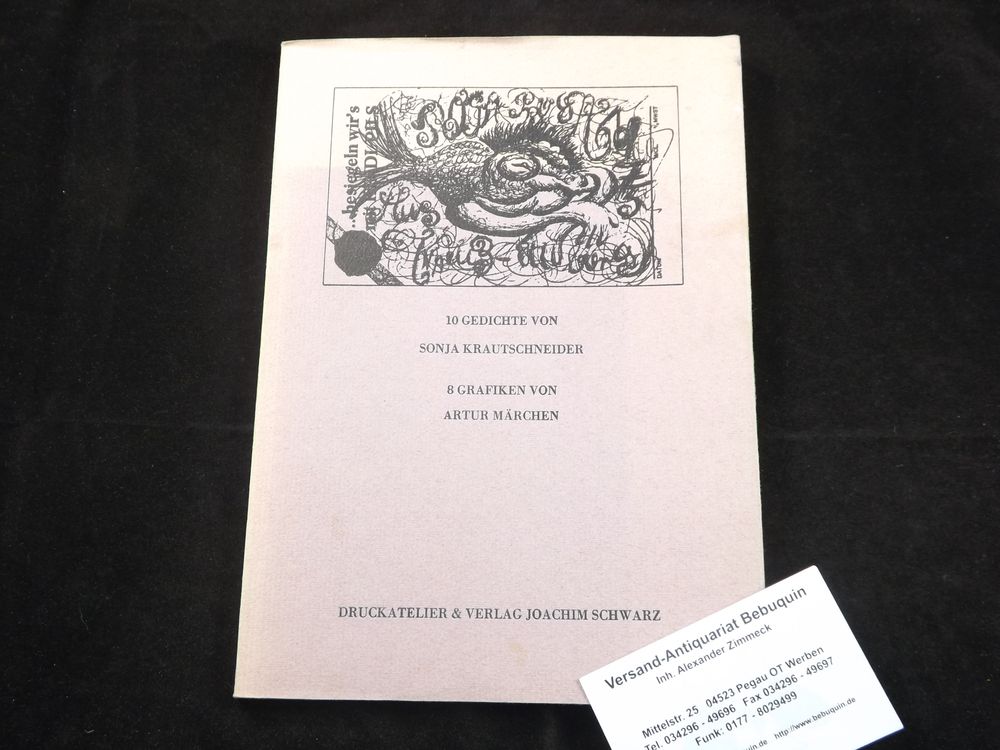 ...besiegeln wir's
10 GEDICHTE VON
SONJA KRAUTSCHNEIDER
8 GRAFIKEN VON
ARTUR MÄRCHEN
DRUCKATELIER & VERLAG JOACHIM SCHWARZ
Versand-Antiquariat Bebuquin
Inh. Alexander Zimmeck
Mittelstr. 25 04523 Pegau OT Werben
Tel. 034296 - 49696 Fax 034296 - 49697
Funk: 0177 - 8029499
http://www.bebuquin.de